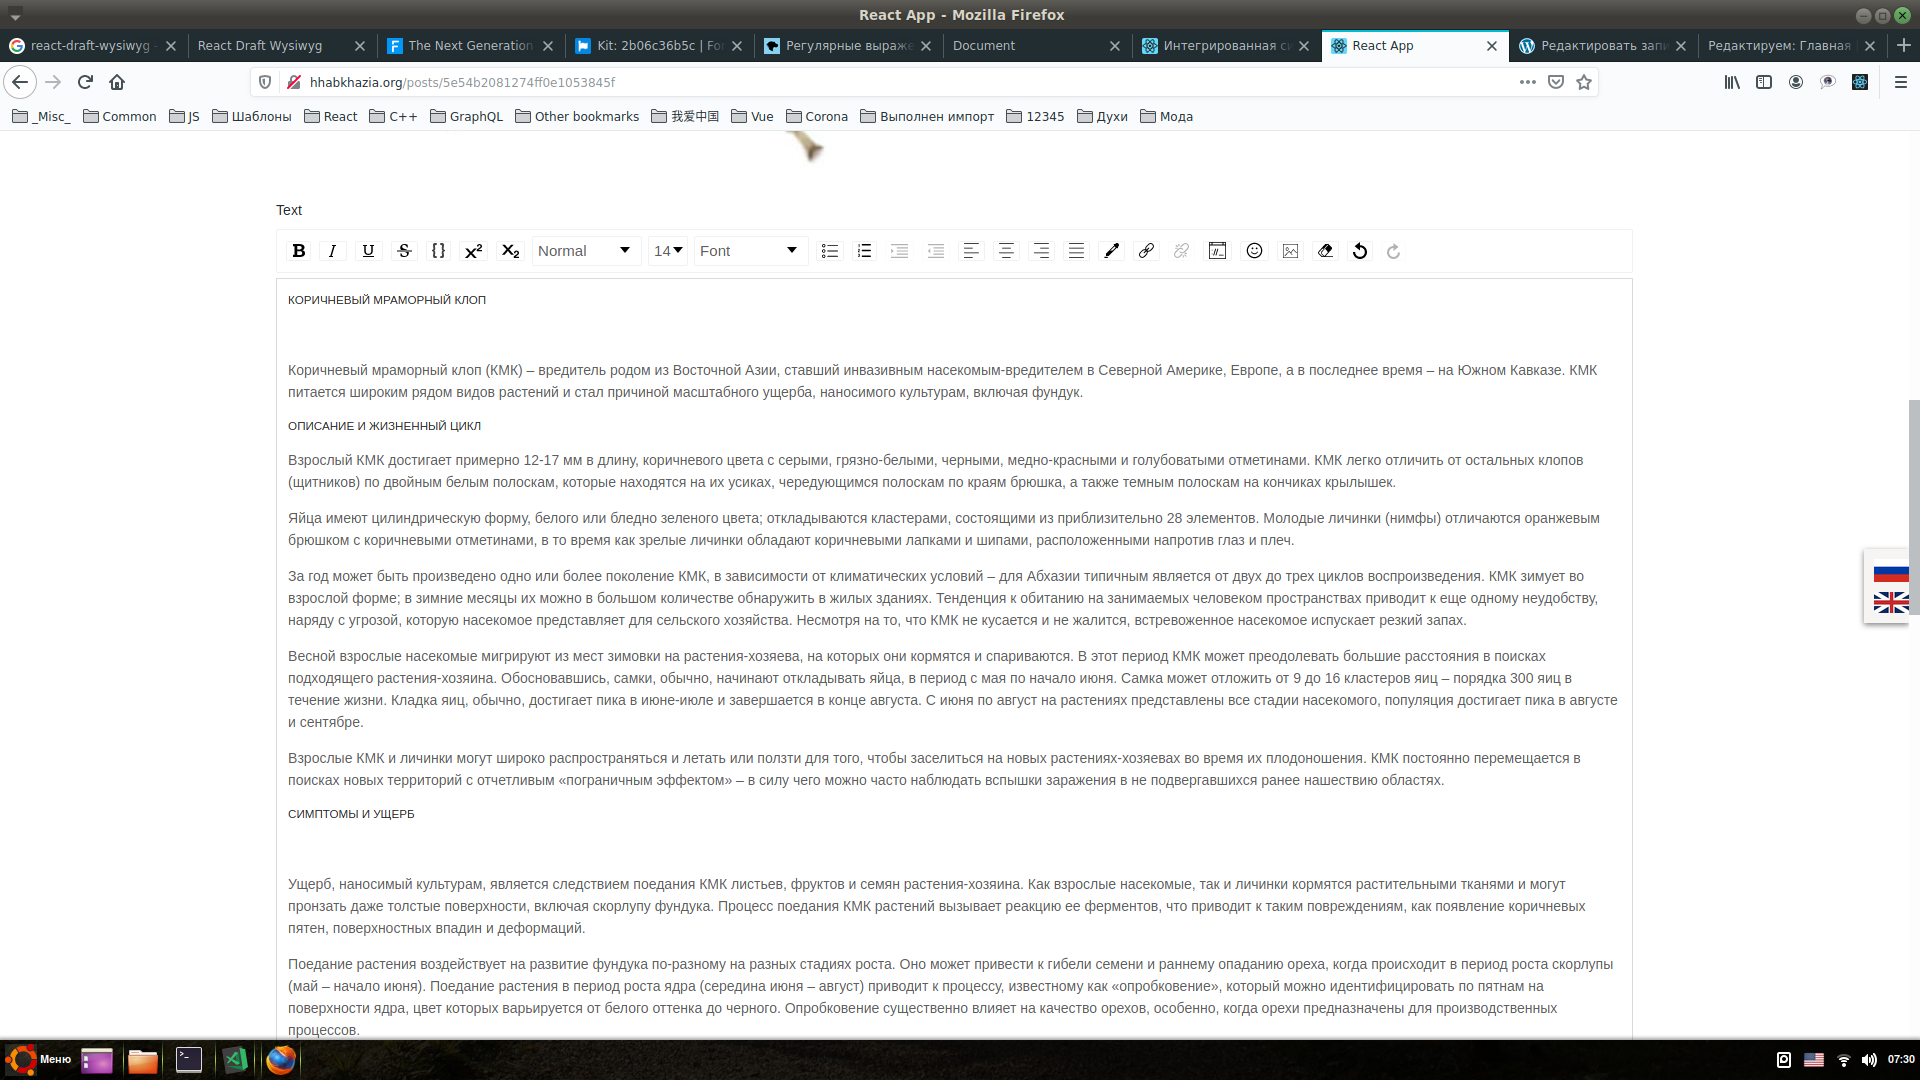 React App - Mozilla Firefox
react-draft-wysiwyg
React Draft Wysiwyg
The Next Generation
Kit: 2b06c36b5c | Fo
Регулярные выраже
Document
Интегрированная с
React App
Редактировать запи
Редактируем: Главная
hhabkhazia.org/posts/5e54b2081274ff0e1053845f
_Misc_ Common JS Шаблоны React C++ GraphQL Other bookmarks 我爱中国 Vue Corona Выполнен импорт 12345 Духи Мода
Text
B I U S {} X² X₂ Normal 14 Font
КОРИЧНЕВЫЙ МРАМОРНЫЙ КЛОП
Коричневый мраморный клоп (КМК) – вредитель родом из Восточной Азии, ставший инвазивным насекомым-вредителем в Северной Америке, Европе, а в последнее время – на Южном Кавказе. КМК
питается широким рядом видов растений и стал причиной масштабного ущерба, наносимого культурам, включая фундук.
ОПИСАНИЕ И ЖИЗНЕННЫЙ ЦИКЛ
Взрослый КМК достигает примерно 12-17 мм в длину, коричневого цвета с серыми, грязно-белыми, черными, медно-красными и голубоватыми отметинами. КМК легко отличить от остальных клопов
(щитников) по двойным белым полоскам, которые находятся на их усиках, чередующимся полоскам по краям брюшка, а также темным полоскам на кончиках крылышек.
Яйца имеют цилиндрическую форму, белого или бледно зеленого цвета; откладываются кластерами, состоящими из приблизительно 28 элементов. Молодые личинки (нимфы) отличаются оранжевым
брюшком с коричневыми отметинами, в то время как зрелые личинки обладают коричневыми лапками и шипами, расположенными напротив глаз и плеч.
За год может быть произведено одно или более поколение КМК, в зависимости от климатических условий – для Абхазии типичным является от двух до трех циклов воспроизведения. КМК зимует во
взрослой форме; в зимние месяцы их можно в большом количестве обнаружить в жилых зданиях. Тенденция к обитанию на занимаемых человеком пространствах приводит к еще одному неудобству,
наряду с угрозой, которую насекомое представляет для сельского хозяйства. Несмотря на то, что КМК не кусается и не жалится, встревоженное насекомое испускает резкий запах.
Весной взрослые насекомые мигрируют из мест зимовки на растения-хозяева, на которых они кормятся и спариваются. В этот период КМК может преодолевать большие расстояния в поисках
подходящего растения-хозяина. Обосновавшись, самки, обычно, начинают откладывать яйца, в период с мая по начало июня. Самка может отложить от 9 до 16 кластеров яиц – порядка 300 яиц в
течение жизни. Кладка яиц, обычно, достигает пика в июне-июле и завершается в конце августа. С июня по август на растениях представлены все стадии насекомого, популяция достигает пика в августе
и сентябре.
Взрослые КМК и личинки могут широко распространяться и летать или ползти для того, чтобы заселиться на новых растениях-хозяевах во время их плодоношения. КМК постоянно перемещается в
поисках новых территорий с отчетливым «пограничным эффектом» – в силу чего можно часто наблюдать вспышки заражения в не подвергавшихся ранее нашествию областях.
СИМПТОМЫ И УЩЕРБ
Ущерб, наносимый культурам, является следствием поедания КМК листьев, фруктов и семян растения-хозяина. Как взрослые насекомые, так и личинки кормятся растительными тканями и могут
пронзать даже толстые поверхности, включая скорлупу фундука. Процесс поедания КМК растений вызывает реакцию ее ферментов, что приводит к таким повреждениям, как появление коричневых
пятен, поверхностных впадин и деформаций.
Поедание растения воздействует на развитие фундука по-разному на разных стадиях роста. Оно может привести к гибели семени и раннему опаданию ореха, когда происходит в период роста скорлупы
(май – начало июня). Поедание растения в период роста ядра (середина июня – август) приводит к процессу, известному как «опробковение», который можно идентифицировать по пятнам на
поверхности ядра, цвет которых варьируется от белого оттенка до черного. Опробковение существенно влияет на качество орехов, особенно, когда орехи предназначены для производственных
процессов.
Меню
07:30